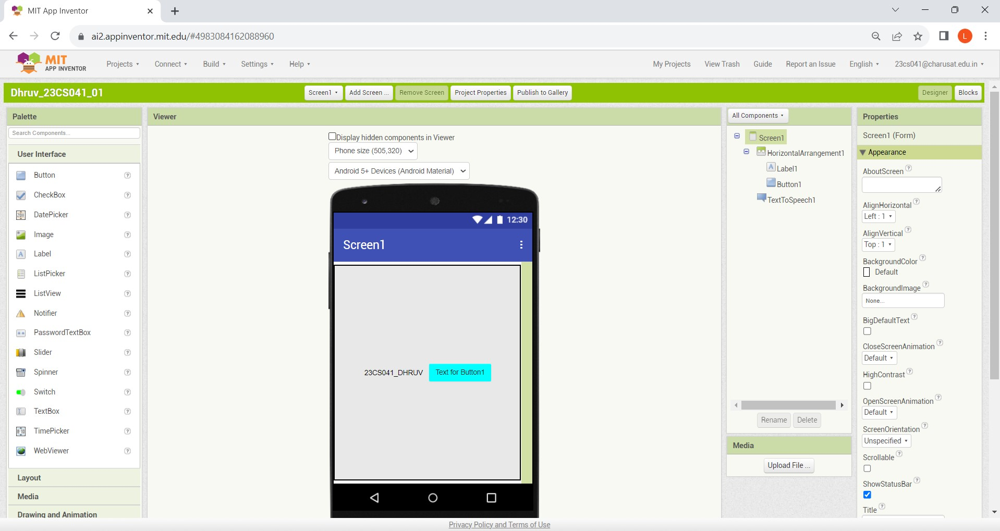 MIT App Inventor
ai2.appinventor.mit.edu/#4983084162088960
L
MIT
APP INVENTOR
Projects
Connect
Build
Settings
Help
My Projects
View Trash
Guide
Report an Issue
English
23cs041@charusat.edu.in
Dhruv_23CS041_01
Screen1
Add Screen ...
Remove Screen
Project Properties
Publish to Gallery
Designer
Blocks
Palette
Search Components...
User Interface
Button
?
CheckBox
?
DatePicker
?
Image
?
Label
?
ListPicker
?
ListView
?
Notifier
?
PasswordTextBox
?
Slider
?
Spinner
?
Switch
?
TextBox
?
TimePicker
?
WebViewer
?
Layout
Media
Drawing and Animation
Viewer
Display hidden components in Viewer
Phone size (505,320)
Android 5+ Devices (Android Material)
12:30
Screen1
23CS041_DHRUV
Text for Button1
All Components
Screen1
HorizontalArrangement1
A Label1
Button1
TextToSpeech1
Rename
Delete
Media
Upload File ...
Properties
Screen1 (Form)
Appearance
AboutScreen ?
AlignHorizontal ?
Left : 1
AlignVertical ?
Top : 1
BackgroundColor ?
Default
BackgroundImage ?
None...
BigDefaultText ?
CloseScreenAnimation ?
Default
HighContrast ?
OpenScreenAnimation ?
Default
ScreenOrientation ?
Unspecified
Scrollable ?
ShowStatusBar ?
Title ?
Privacy Policy and Terms of Use